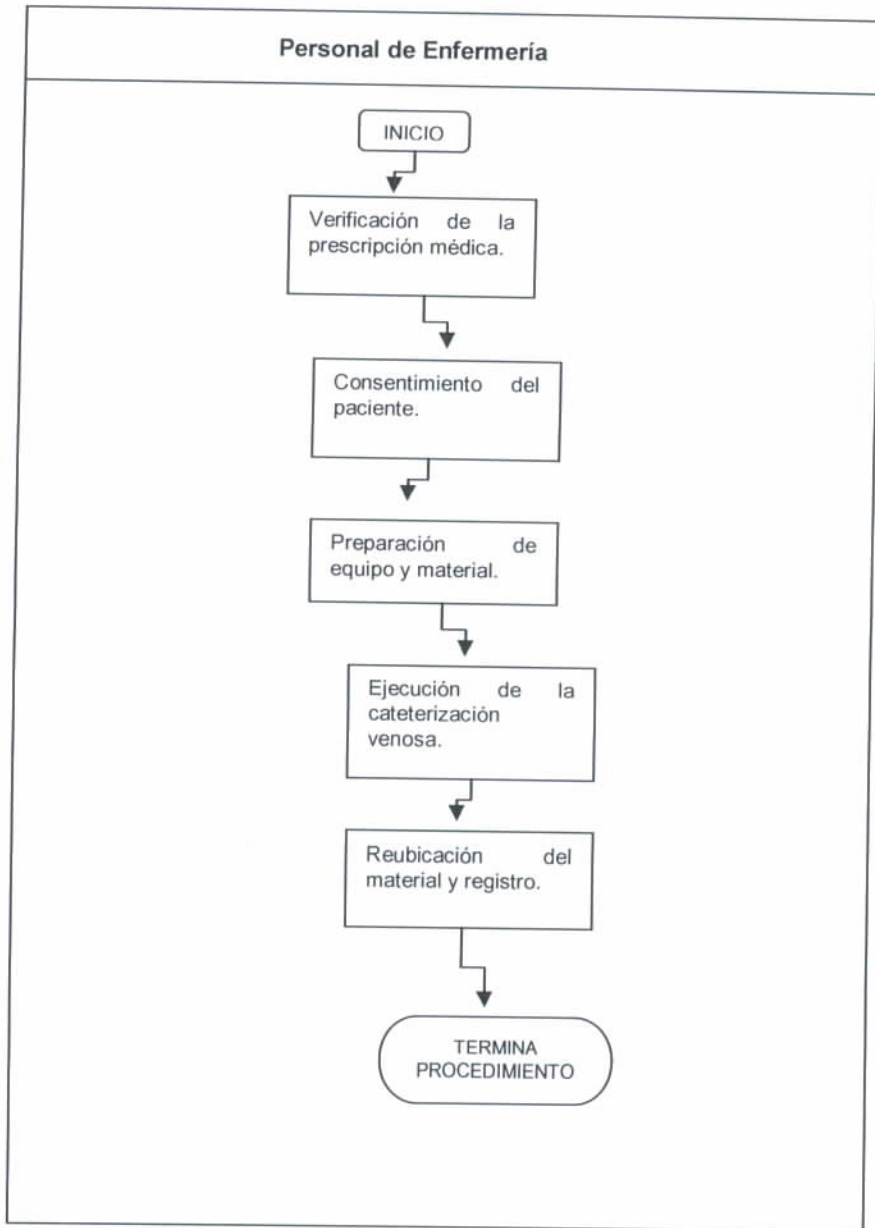 Personal de Enfermería
INICIO
Verificación de la
prescripción médica.
Consentimiento del
paciente.
Preparación de
equipo y material.
Ejecución de la
cateterización
venosa.
Reubicación del
material y registro.
TERMINA
PROCEDIMIENTO